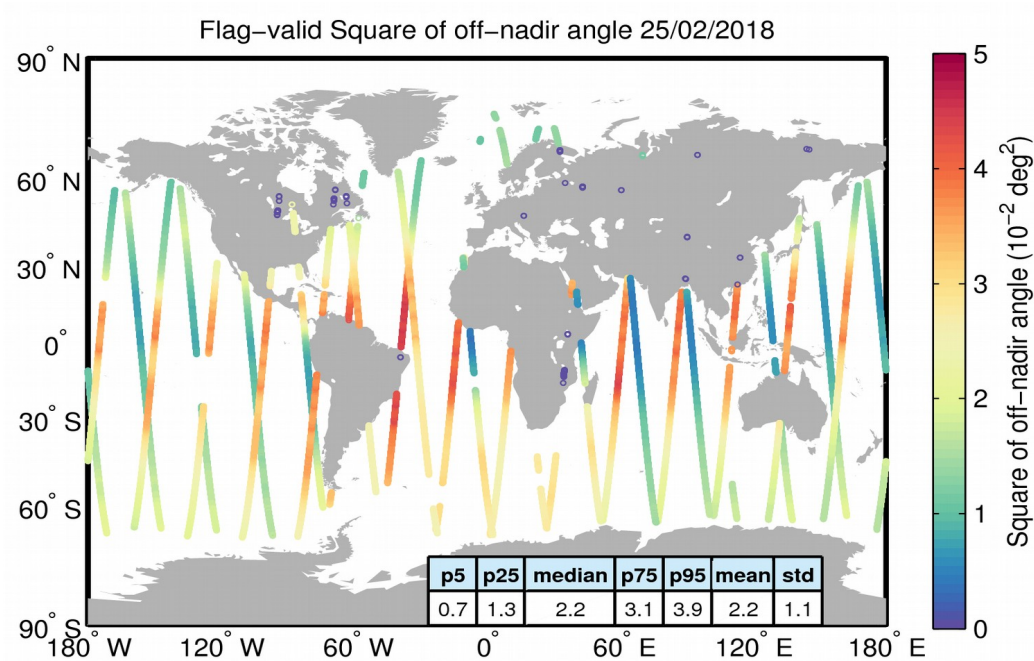 Flag−valid Square of off−nadir angle 25/02/2018
90° N
60° N
30° N
0°
30° S
60° S
90° S
180° W
120° W
60° W
0°
60° E
120° E
180° E
p5 p25 median p75 p95 mean std
0.7 1.3 2.2 3.1 3.9 2.2 1.1
5
4
3
2
1
0
Square of off−nadir angle (10⁻² deg²)